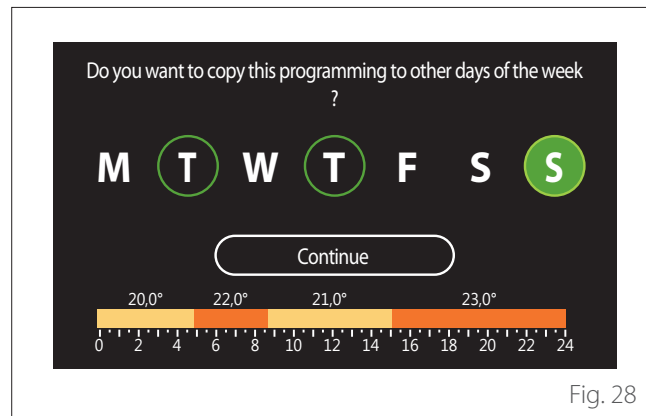 Do you want to copy this programming to other days of the week
?
M T W T F S S
Continue
20,0° 22,0° 21,0° 23,0°
0 2 4 6 8 10 12 14 16 18 20 22 24
Fig. 28